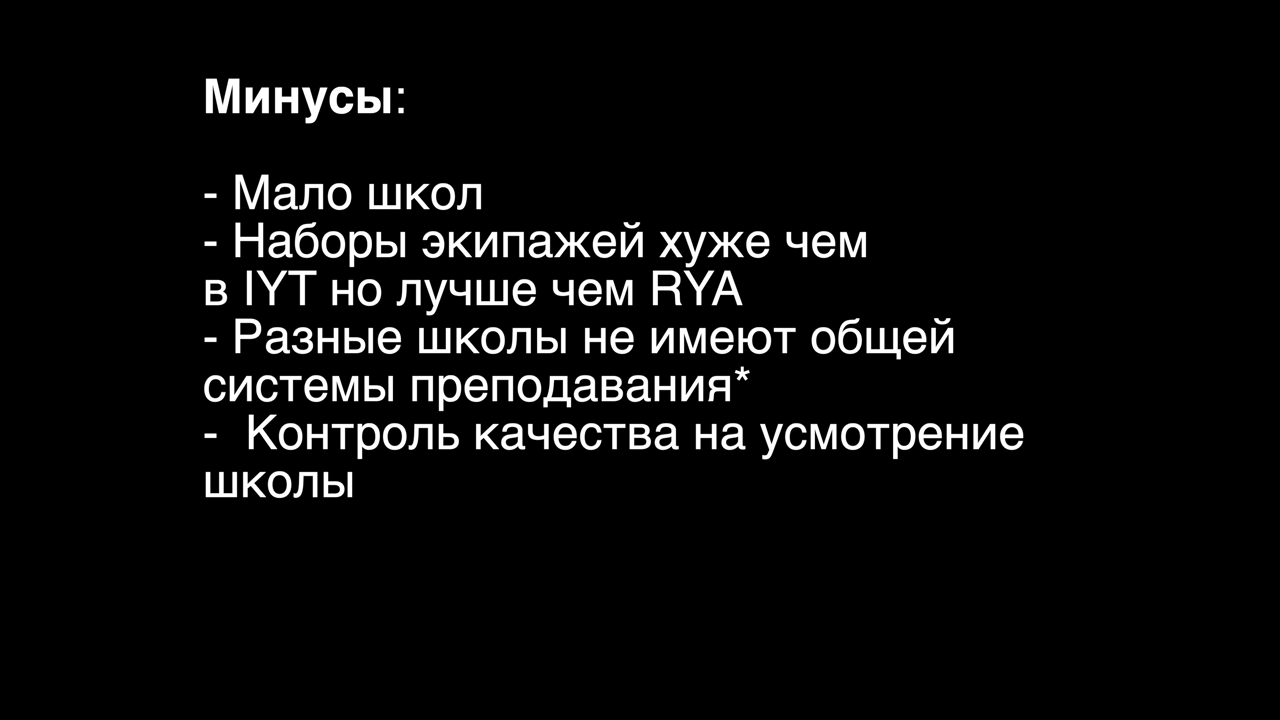 Минусы:
- Мало школ
- Наборы экипажей хуже чем
в IYT но лучше чем RYA
- Разные школы не имеют общей
системы преподавания*
-  Контроль качества на усмотрение
школы